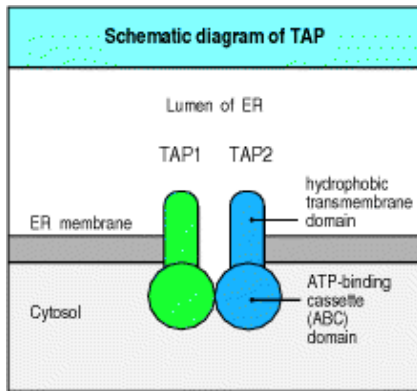 Schematic diagram of TAP
Lumen of ER
TAP1 TAP2
hydrophobic
transmembrane
domain
ER membrane
ATP-binding
cassette
(ABC)
domain
Cytosol